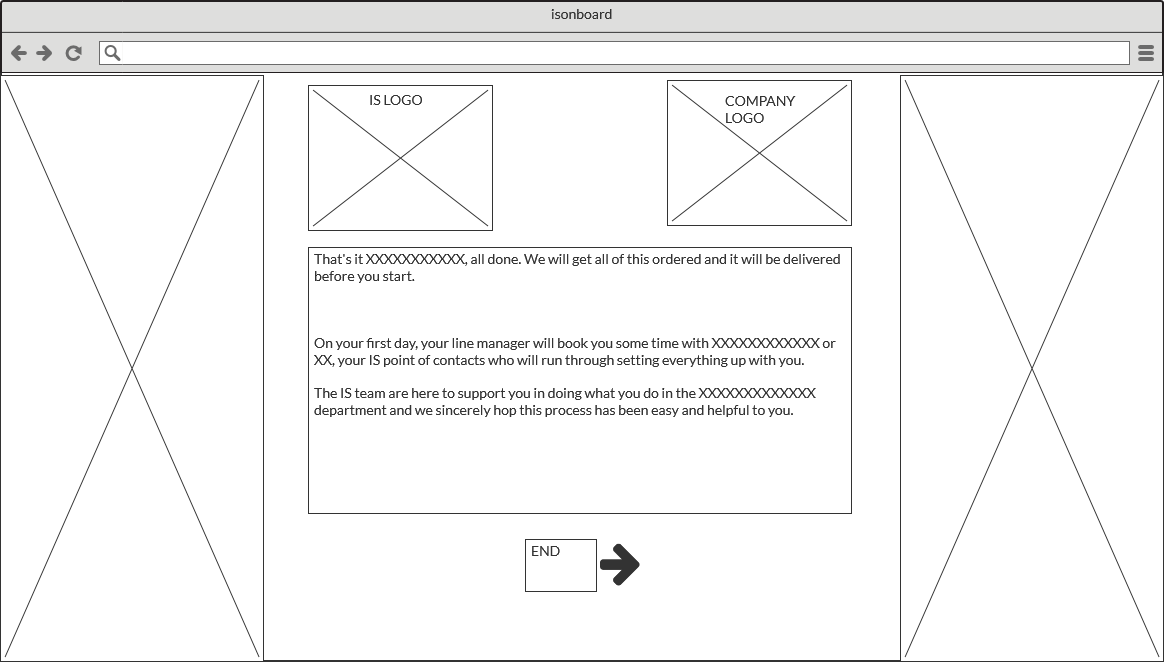 isonboard
IS LOGO
COMPANY
LOGO
That's it XXXXXXXXXXX, all done. We will get all of this ordered and it will be delivered
before you start.
On your first day, your line manager will book you some time with XXXXXXXXXXXX or
XX, your IS point of contacts who will run through setting everything up with you.
The IS team are here to support you in doing what you do in the XXXXXXXXXXXXX
department and we sincerely hop this process has been easy and helpful to you.
END